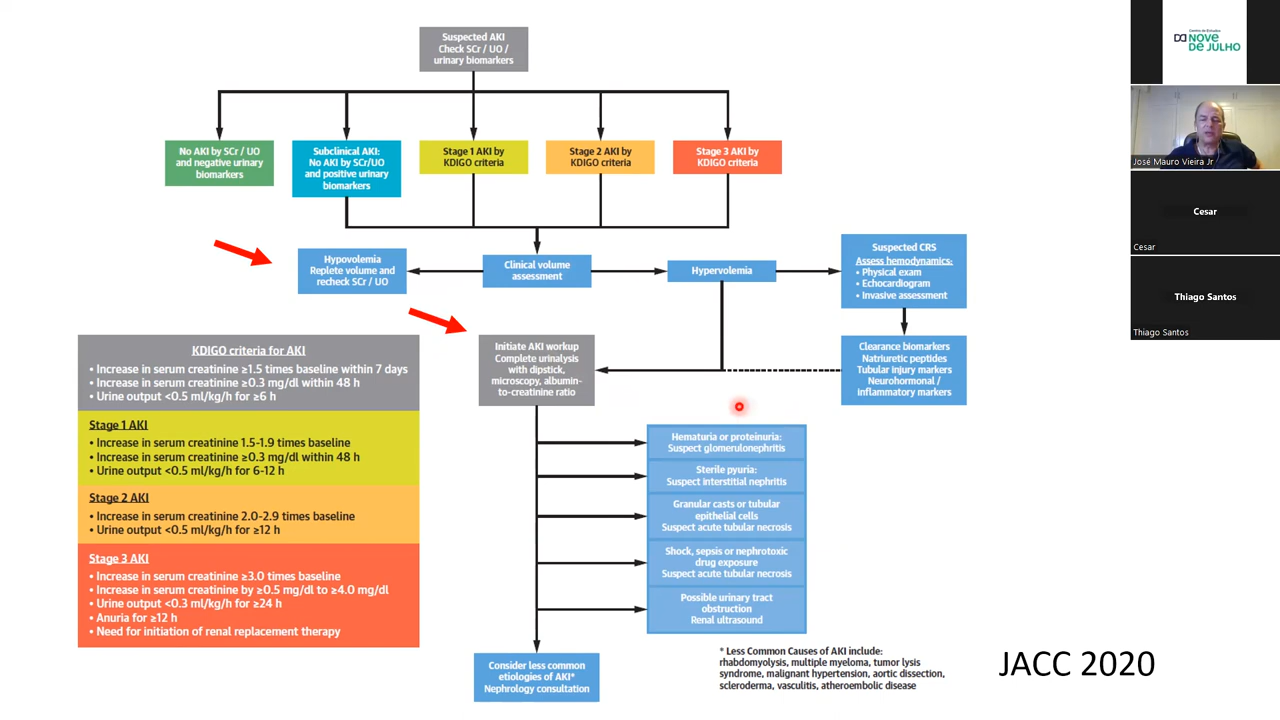 Suspected AKI
Check SCr / UO /
urinary biomarkers
No AKI by SCr / UO
and negative urinary
biomarkers
Subclinical AKI:
No AKI by SCr/UO
and positive urinary
biomarkers
Stage 1 AKI by
KDIGO criteria
Stage 2 AKI by
KDIGO criteria
Stage 3 AKI by
KDIGO criteria
Hypovolemia
Replete volume and
recheck SCr / UO
Clinical volume
assessment
Hypervolemia
Suspected CRS
Assess hemodynamics:
• Physical exam
• Echocardiogram
• Invasive assessment
Initiate AKI workup
Complete urinalysis
with dipstick,
microscopy, albumin-
to-creatinine ratio
Clearance biomarkers
Natriuretic peptides
Tubular injury markers
Neurohormonal /
inflammatory markers
KDIGO criteria for AKI
• Increase in serum creatinine ≥1.5 times baseline within 7 days
• Increase in serum creatinine ≥0.3 mg/dl within 48 h
• Urine output <0.5 ml/kg/h for ≥6 h
Stage 1 AKI
• Increase in serum creatinine 1.5-1.9 times baseline
• Increase in serum creatinine ≥0.3 mg/dl within 48 h
• Urine output <0.5 ml/kg/h for 6-12 h
Stage 2 AKI
• Increase in serum creatinine 2.0-2.9 times baseline
• Urine output <0.5 ml/kg/h for ≥12 h
Stage 3 AKI
• Increase in serum creatinine ≥3.0 times baseline
• Increase in serum creatinine by ≥0.5 mg/dl to ≥4.0 mg/dl
• Urine output <0.3 ml/kg/h for ≥24 h
• Anuria for ≥12 h
• Need for initiation of renal replacement therapy
Hematuria or proteinuria:
Suspect glomerulonephritis
Sterile pyuria:
Suspect interstitial nephritis
Granular casts or tubular
epithelial cells
Suspect acute tubular necrosis
Shock, sepsis or nephrotoxic
drug exposure
Suspect acute tubular necrosis
Possible urinary tract
obstruction
Renal ultrasound
Consider less common
etiologies of AKI*
Nephrology consultation
* Less Common Causes of AKI include:
rhabdomyolysis, multiple myeloma, tumor lysis
syndrome, malignant hypertension, aortic dissection,
scleroderma, vasculitis, atheroembolic disease
JACC 2020
Centro de Estudos
NOVE
DE JULHO
José Mauro Vieira Jr
Cesar
Cesar
Thiago Santos
Thiago Santos